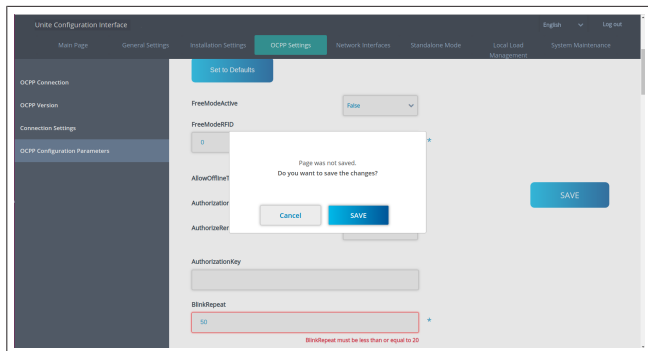 Unite Configuration Interface
English
Log out
Main Page
General Settings
Installation Settings
OCPP Settings
Network Interfaces
Standalone Mode
Local Load
Management
System Maintenance
Set to Defaults
OCPP Connection
OCPP Version
Connection Settings
OCPP Configuration Parameters
FreeModeActive
False
FreeModeRFID
0
*
Page was not saved.
Do you want to save the changes?
Cancel
SAVE
AllowOfflineT
Authorization
AuthorizeRer
SAVE
AuthorizationKey
BlinkRepeat
50
*
BlinkRepeat must be less than or equal to 20